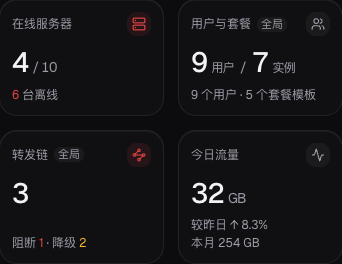 在线服务器
4 / 10
6 台离线
用户与套餐 全局
9 用户 / 7 实例
9 个用户 · 5 个套餐模板
转发链 全局
3
阻断 1 · 降级 2
今日流量
32 GB
较昨日 ↑ 8.3%
本月 254 GB